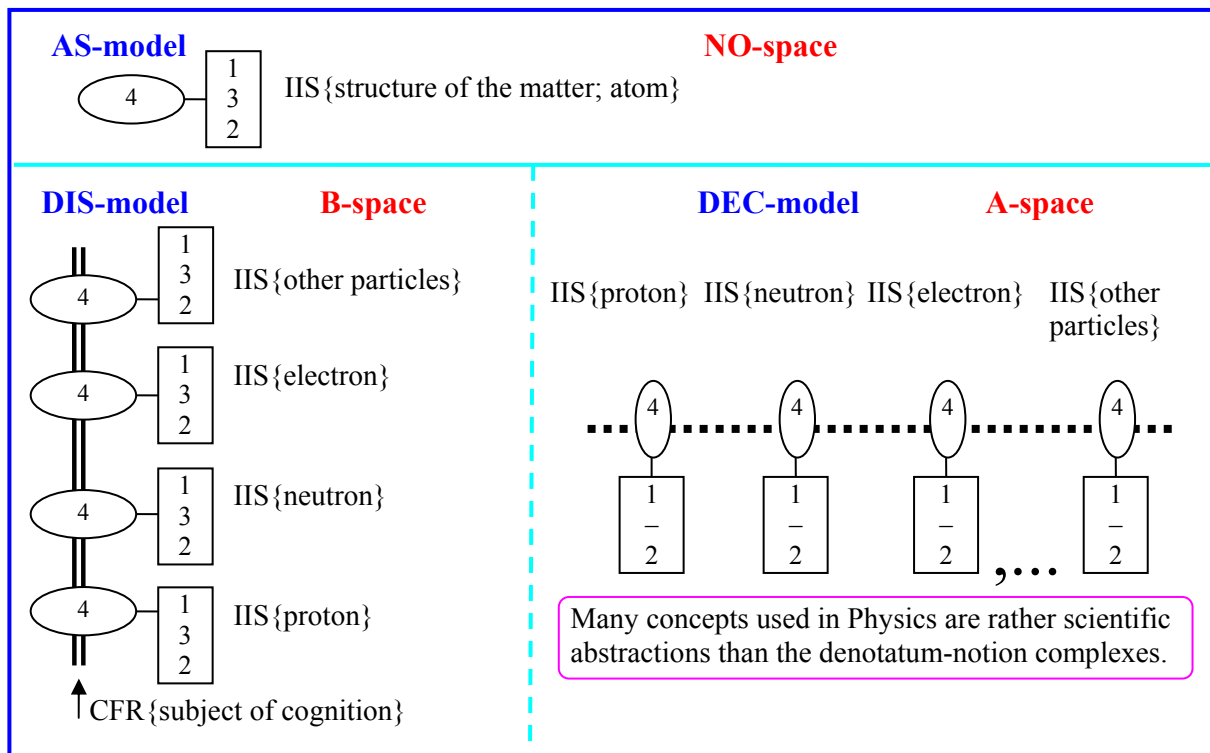 AS-model NO-space
4
1
3
2
IIS{structure of the matter; atom}
DIS-model B-space
4
1
3
2
IIS{other particles}
4
1
3
2
IIS{electron}
4
1
3
2
IIS{neutron}
4
1
3
2
IIS{proton}
CFR{subject of cognition}
DEC-model A-space
IIS{proton} IIS{neutron} IIS{electron} IIS{other
particles}
4 4 4 4
1 1 1 1
– – – –
2 2 2 2
,...
Many concepts used in Physics are rather scientific
abstractions than the denotatum-notion complexes.